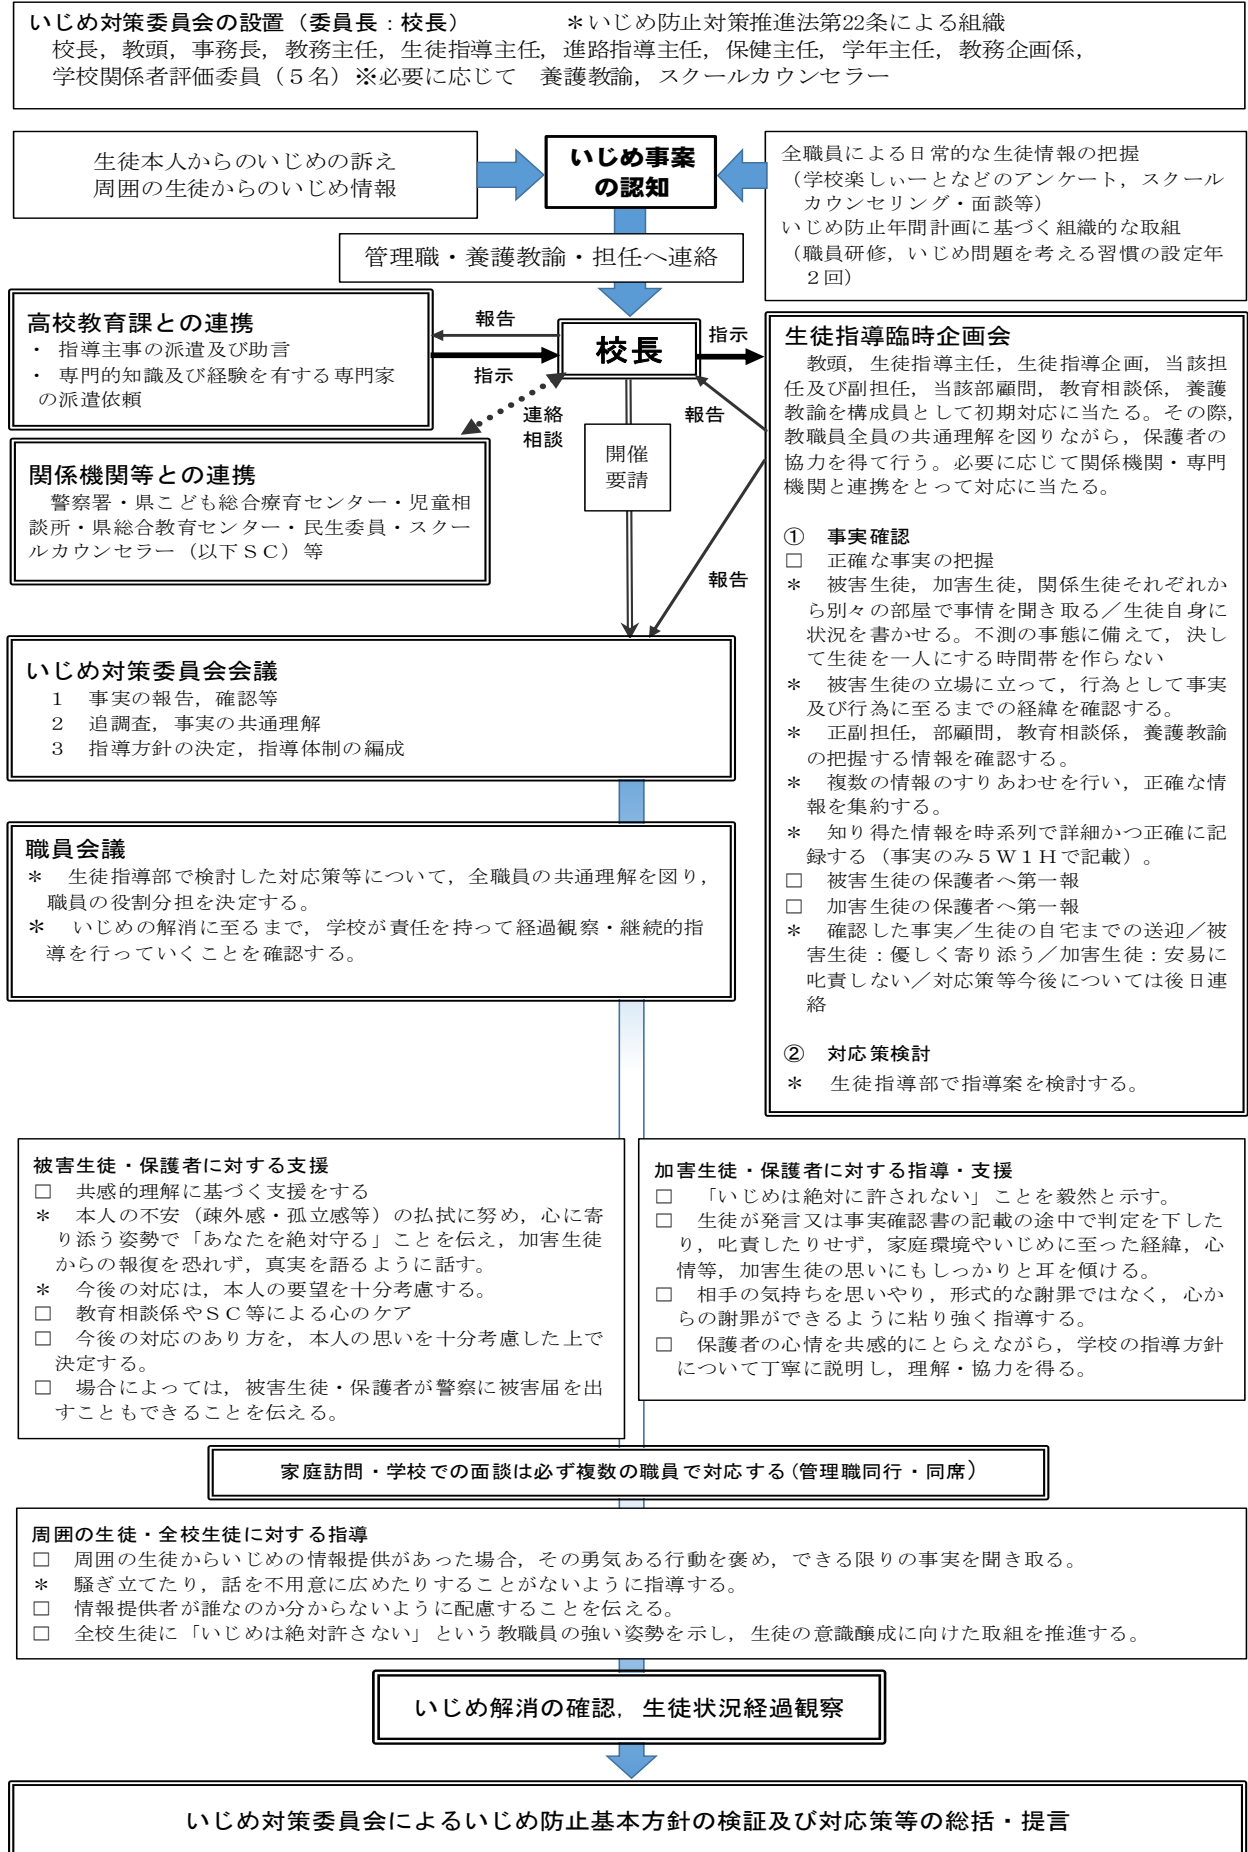 いじめ対策委員会の設置（委員長：校長）　　　　＊いじめ防止対策推進法第22条による組織
校長，教頭，事務長，教務主任，生徒指導主任，進路指導主任，保健主任，学年主任，教務企画係，
学校関係者評価委員（５名）※必要に応じて　養護教諭，スクールカウンセラー
生徒本人からのいじめの訴え
周囲の生徒からのいじめ情報
いじめ事案
の認知
全職員による日常的な生徒情報の把握
（学校楽しぃーとなどのアンケート，スクール
カウンセリング・面談等）
いじめ防止年間計画に基づく組織的な取組
（職員研修，いじめ問題を考える習慣の設定年
２回）
管理職・養護教諭・担任へ連絡
高校教育課との連携
・　指導主事の派遣及び助言
・　専門的知識及び経験を有する専門家
の派遣依頼
報告
指示
校長
指示
連絡
相談
報告
開催
要請
報告
関係機関等との連携
警察署・県こども総合療育センター・児童相
談所・県総合教育センター・民生委員・スクー
ルカウンセラー（以下ＳＣ）等
生徒指導臨時企画会
教頭，生徒指導主任，生徒指導企画，当該担
任及び副担任，当該部顧問，教育相談係，養護
教諭を構成員として初期対応に当たる。その際，
教職員全員の共通理解を図りながら，保護者の
協力を得て行う。必要に応じて関係機関・専門
機関と連携をとって対応に当たる。
①　事実確認
□　正確な事実の把握
＊　被害生徒，加害生徒，関係生徒それぞれか
ら別々の部屋で事情を聞き取る／生徒自身に
状況を書かせる。不測の事態に備えて，決し
て生徒を一人にする時間帯を作らない
＊　被害生徒の立場に立って，行為として事実
及び行為に至るまでの経緯を確認する。
＊　正副担任，部顧問，教育相談係，養護教諭
の把握する情報を確認する。
＊　複数の情報のすりあわせを行い，正確な情
報を集約する。
＊　知り得た情報を時系列で詳細かつ正確に記
録する（事実のみ５Ｗ１Ｈで記載）。
□　被害生徒の保護者へ第一報
□　加害生徒の保護者へ第一報
＊　確認した事実／生徒の自宅までの送迎／被
害生徒：優しく寄り添う／加害生徒：安易に
叱責しない／対応策等今後については後日連
絡
②　対応策検討
＊　生徒指導部で指導案を検討する。
いじめ対策委員会会議
１　事実の報告，確認等
２　追調査，事実の共通理解
３　指導方針の決定，指導体制の編成
職員会議
＊　生徒指導部で検討した対応策等について，全職員の共通理解を図り，
職員の役割分担を決定する。
＊　いじめの解消に至るまで，学校が責任を持って経過観察・継続的指
導を行っていくことを確認する。
被害生徒・保護者に対する支援
□　共感的理解に基づく支援をする
＊　本人の不安（疎外感・孤立感等）の払拭に努め，心に寄
り添う姿勢で「あなたを絶対守る」ことを伝え，加害生徒
からの報復を恐れず，真実を語るように話す。
＊　今後の対応は，本人の要望を十分考慮する。
□　教育相談係やＳＣ等による心のケア
□　今後の対応のあり方を，本人の思いを十分考慮した上で
決定する。
□　場合によっては，被害生徒・保護者が警察に被害届を出
すこともできることを伝える。
加害生徒・保護者に対する指導・支援
□　「いじめは絶対に許されない」ことを毅然と示す。
□　生徒が発言又は事実確認書の記載の途中で判定を下した
り，叱責したりせず，家庭環境やいじめに至った経緯，心
情等，加害生徒の思いにもしっかりと耳を傾ける。
□　相手の気持ちを思いやり，形式的な謝罪ではなく，心か
らの謝罪ができるように粘り強く指導する。
□　保護者の心情を共感的にとらえながら，学校の指導方針
について丁寧に説明し，理解・協力を得る。
家庭訪問・学校での面談は必ず複数の職員で対応する(管理職同行・同席）
周囲の生徒・全校生徒に対する指導
□　周囲の生徒からいじめの情報提供があった場合，その勇気ある行動を褒め，できる限りの事実を聞き取る。
＊　騒ぎ立てたり，話を不用意に広めたりすることがないように指導する。
□　情報提供者が誰なのか分からないように配慮することを伝える。
□　全校生徒に「いじめは絶対許さない」という教職員の強い姿勢を示し，生徒の意識醸成に向けた取組を推進する。
いじめ解消の確認，生徒状況経過観察
いじめ対策委員会によるいじめ防止基本方針の検証及び対応策等の総括・提言